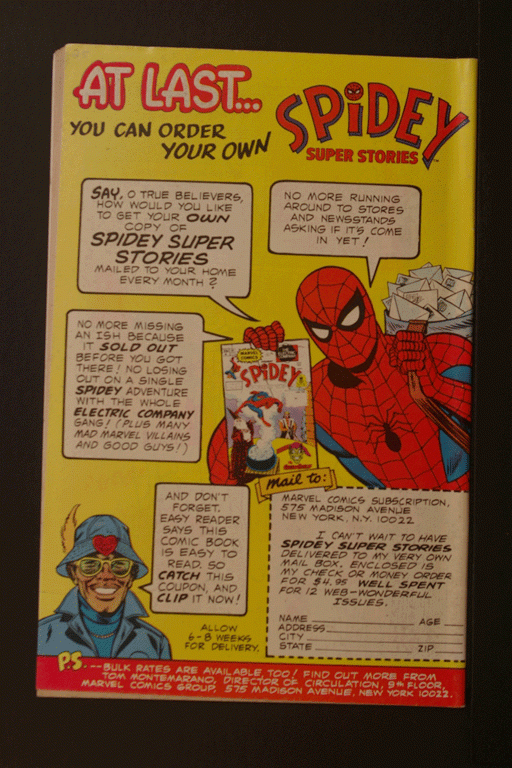 AT LAST...
YOU CAN ORDER
YOUR OWN
SPIDEY
SUPER STORIES™
SAY, O TRUE BELIEVERS,
HOW WOULD YOU LIKE
TO GET YOUR OWN
COPY OF
SPIDEY SUPER
STORIES
MAILED TO YOUR HOME
EVERY MONTH?
NO MORE RUNNING
AROUND TO STORES
AND NEWSSTANDS
ASKING IF IT'S COME
IN YET!
NO MORE MISSING
AN ISH BECAUSE
IT SOLD OUT
BEFORE YOU GOT
THERE! NO LOSING
OUT ON A SINGLE
SPIDEY ADVENTURE
WITH THE WHOLE
ELECTRIC COMPANY
GANG! (PLUS MANY
MAD MARVEL VILLAINS
AND GOOD GUYS!)
MARVEL
COMICS
SPIDEY
AND DON'T
FORGET,
EASY READER
SAYS THIS
COMIC BOOK
IS EASY TO
READ. SO
CATCH THIS
COUPON, AND
CLIP IT NOW!
ALLOW
6-8 WEEKS
FOR DELIVERY.
mail to:
MARVEL COMICS SUBSCRIPTION,
575 MADISON AVENUE
NEW YORK, N.Y. 10022
I CAN'T WAIT TO HAVE
SPIDEY SUPER STORIES
DELIVERED TO MY VERY OWN
MAIL BOX. ENCLOSED IS
MY CHECK OR MONEY ORDER
FOR $4.95 WELL SPENT
FOR 12 WEB-WONDERFUL
ISSUES.
NAME AGE
ADDRESS
CITY
STATE ZIP
P.S. --BULK RATES ARE AVAILABLE, TOO! FIND OUT MORE FROM
TOM MONTEMARANO, DIRECTOR OF CIRCULATION, 9TH FLOOR,
MARVEL COMICS GROUP, 575 MADISON AVENUE, NEW YORK 10022.